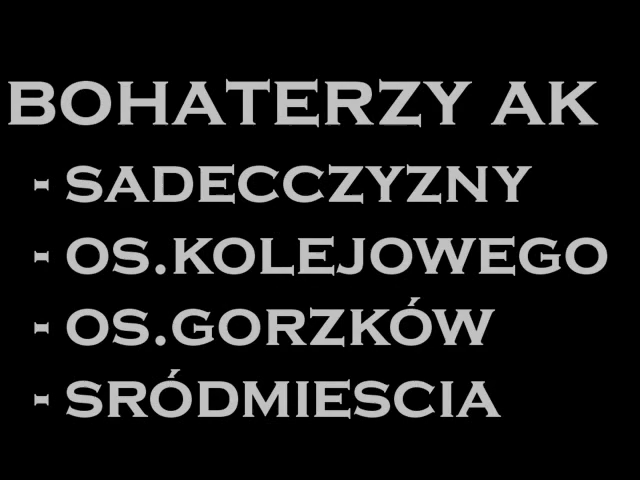 BOHATERZY AK
- SADECCZYZNY
- OS.KOLEJOWEGO
- OS.GORZKÓW
- SRÓDMIESCIA